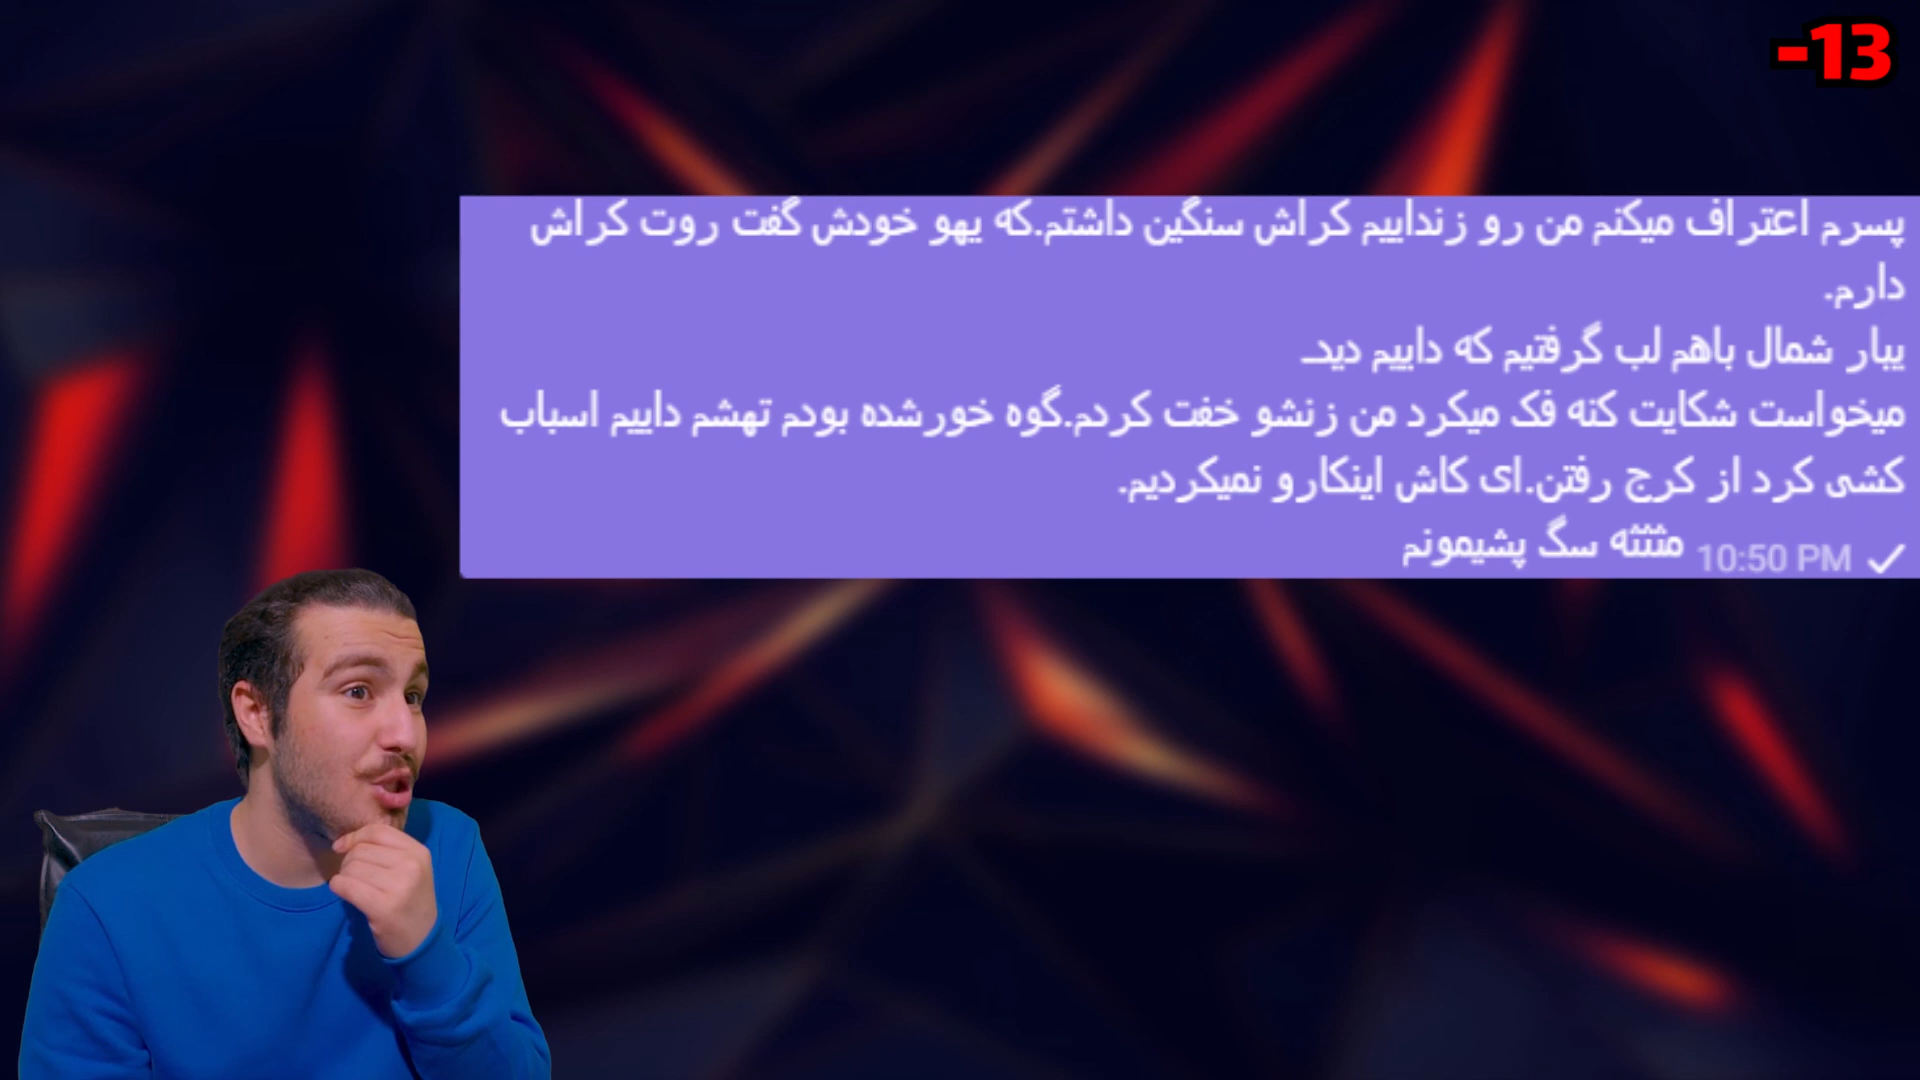 -13
پسرم اعتراف میکنم من رو زنداییم کراش سنگین داشتم.که یهو خودش گفت روت کراش
دارم.
یبار شمال باهم لب گرفتیم که داییم دید.
میخواست شکایت کنه فک میکرد من زنشو خفت کردم.گوه خورشده بودم تهشم داییم اسباب
کشی کرد از کرج رفتن.ای کاش اینکارو نمیکردیم.
مثثثه سگ پشیمونم
10:50 PM